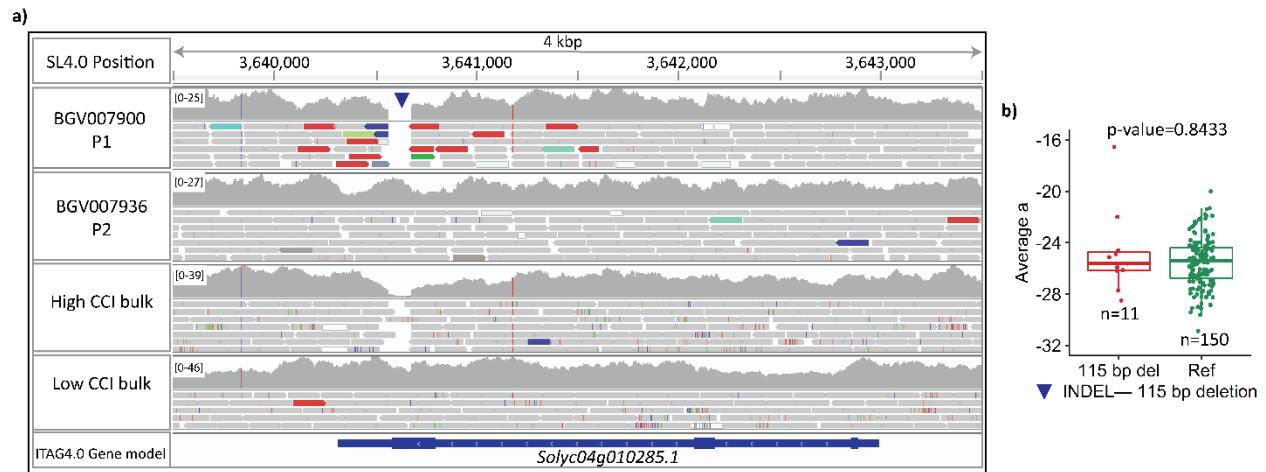 a)
4 kbp
SL4.0 Position
3,640,000 3,641,000 3,642,000 3,643,000
BGV007900
P1
[0-25]
BGV007936
P2
[0-27]
High CCI bulk
[0-39]
Low CCI bulk
[0-46]
ITAG4.0 Gene model
Solyc04g010285.1
b)
p-value=0.8433
Average a
-16
-20
-24
-28
-32
n=11
n=150
115 bp del Ref
INDEL— 115 bp deletion